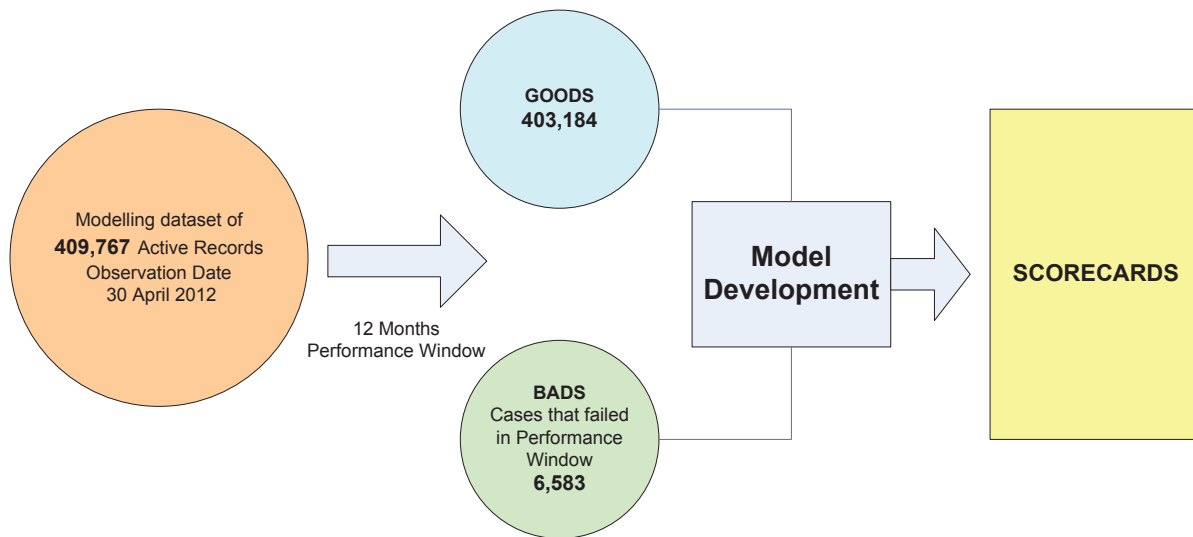 Modelling dataset of
409,767 Active Records
Observation Date
30 April 2012
12 Months
Performance Window
GOODS
403,184
BADS
Cases that failed
in Performance
Window
6,583
Model
Development
SCORECARDS